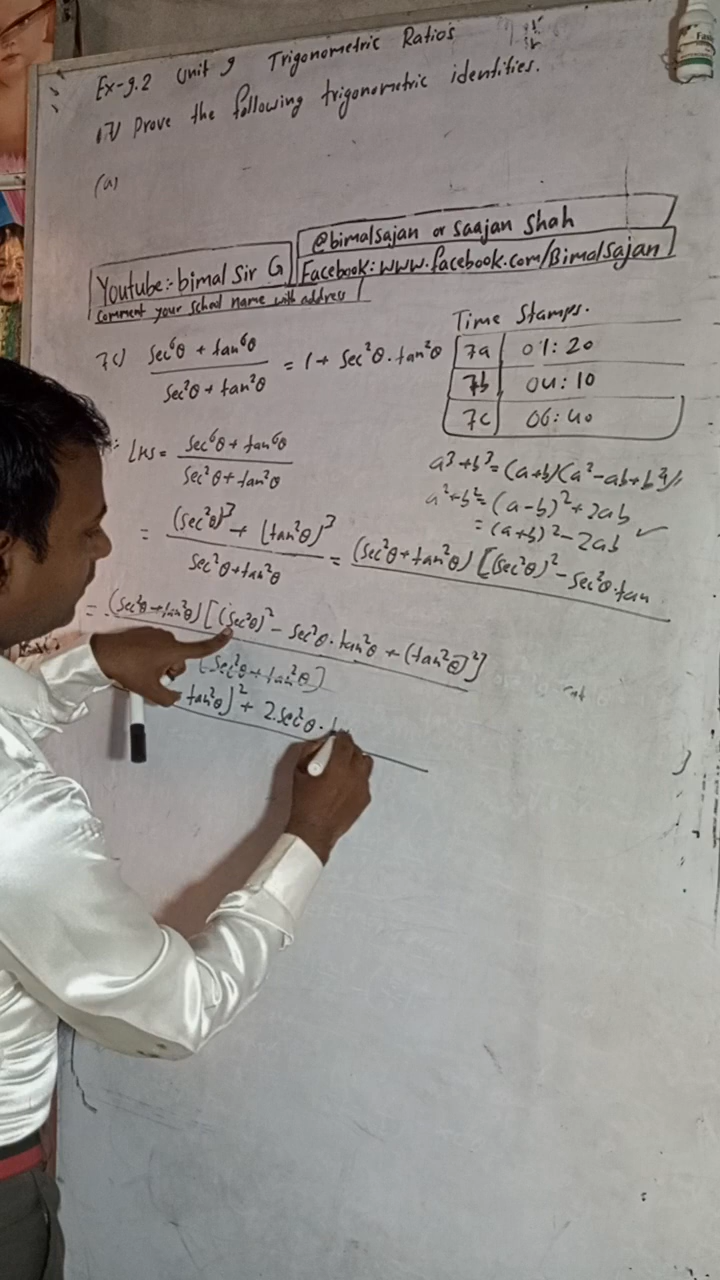 Ex-9.2 Unit 9 Trigonometric Ratios
17) Prove the following trigonometric identities.
(a)
@bimalsajan or Saajan Shah
Youtube:- bimal Sir G
Facebook: www.facebook.com/BimalSajan
comment your school name with address
Time Stamps.
7a 01:20
7b 04:10
7c 06:40
7c) Sec⁶θ + tan⁶θ / Sec²θ + tan²θ = 1 + Sec²θ.tan²θ
LHS = Sec⁶θ + tan⁶θ / Sec²θ + tan²θ
a³+b³=(a+b)(a²-ab+b²)
a²+b²=(a-b)²+2ab
=(a+b)²-2ab
= (Sec²θ)³ + (tan²θ)³ / Sec²θ+tan²θ = (Sec²θ+tan²θ) [(Sec²θ)² - Sec²θ.tan
= (Sec²θ+tan²θ) [(Sec²θ)² - Sec²θ.tan²θ + (tan²θ)²]
(Sec²θ+tan²θ)
tan²θ)² + 2.Sec²θ.